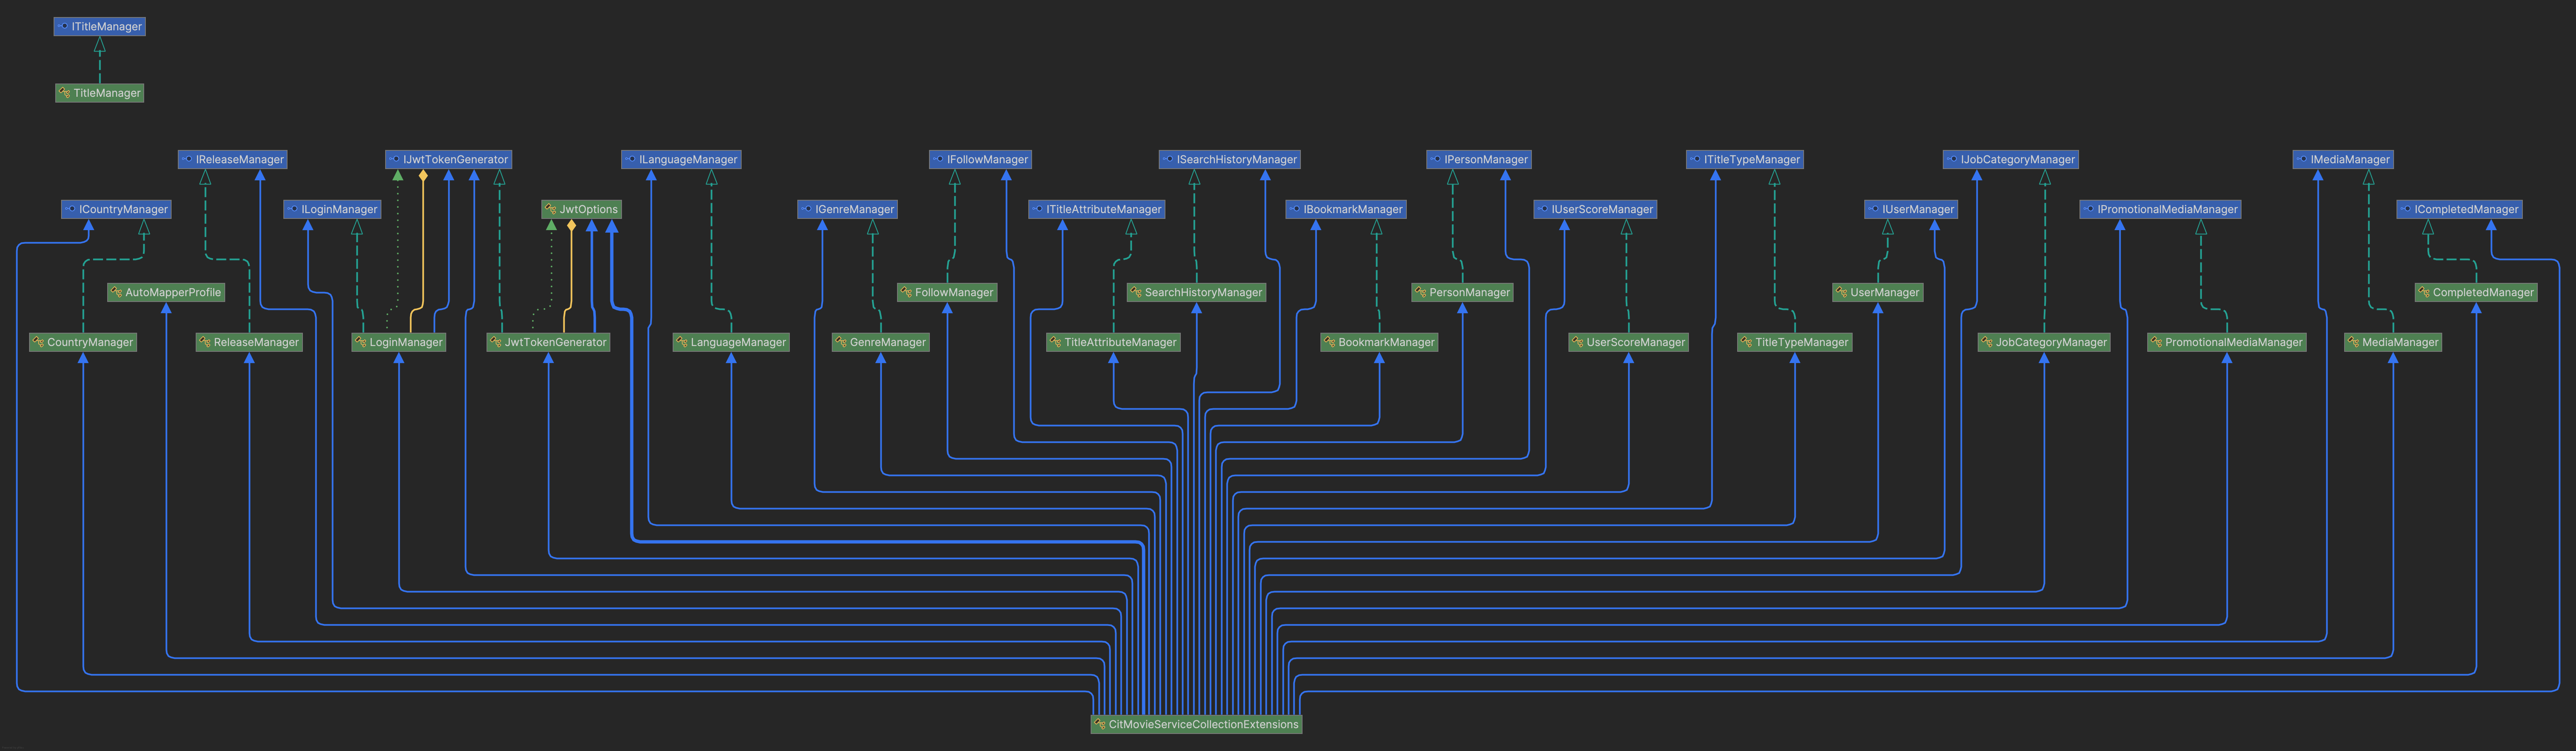 ITitleManager
TitleManager
IReleaseManager
IJwtTokenGenerator
ILanguageManager
IFollowManager
ISearchHistoryManager
IPersonManager
ITitleTypeManager
IJobCategoryManager
IMediaManager
ICountryManager
ILoginManager
JwtOptions
IGenreManager
ITitleAttributeManager
IBookmarkManager
IUserScoreManager
IUserManager
IPromotionalMediaManager
ICompletedManager
AutoMapperProfile
FollowManager
SearchHistoryManager
PersonManager
UserManager
CompletedManager
CountryManager
ReleaseManager
LoginManager
JwtTokenGenerator
LanguageManager
GenreManager
TitleAttributeManager
BookmarkManager
UserScoreManager
TitleTypeManager
JobCategoryManager
PromotionalMediaManager
MediaManager
CitMovieServiceCollectionExtensions